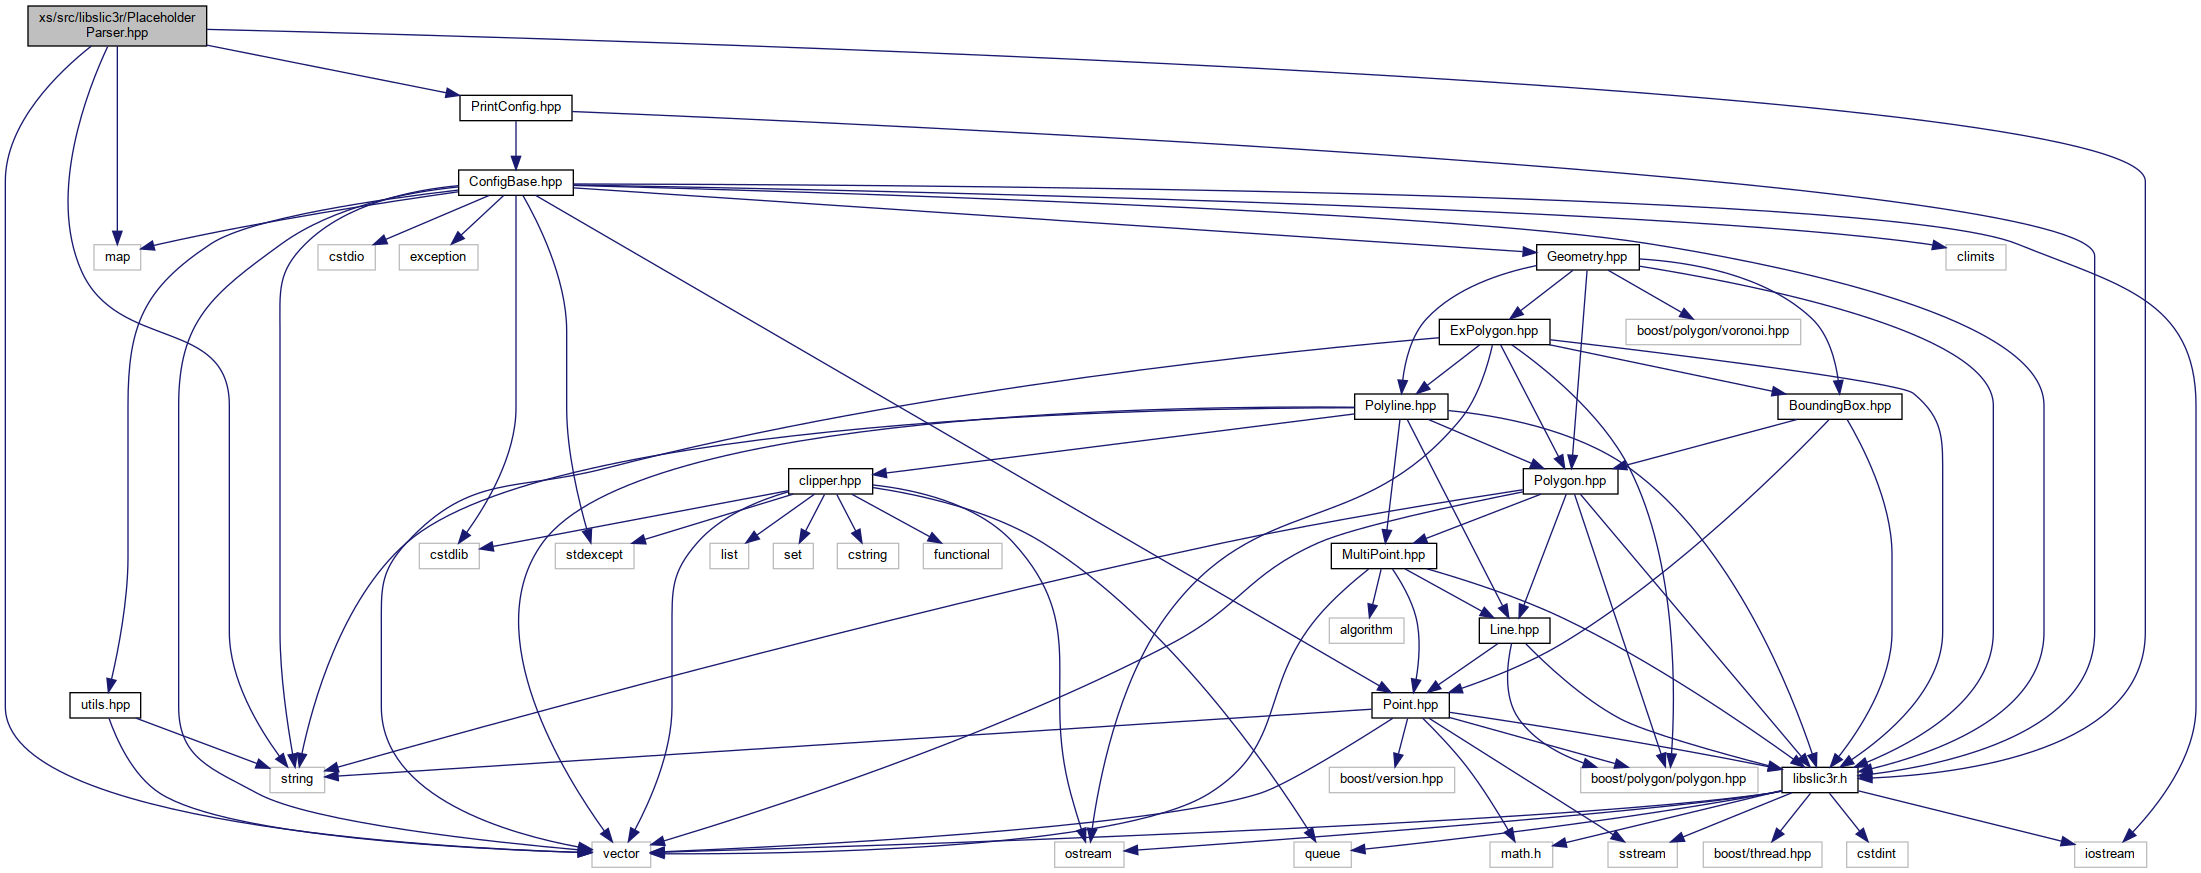 xs/src/libslic3r/Placeholder
Parser.hpp
PrintConfig.hpp
ConfigBase.hpp
map
cstdio
exception
Geometry.hpp
climits
ExPolygon.hpp
boost/polygon/voronoi.hpp
Polyline.hpp
BoundingBox.hpp
clipper.hpp
Polygon.hpp
cstdlib
stdexcept
list
set
cstring
functional
MultiPoint.hpp
algorithm
Line.hpp
utils.hpp
Point.hpp
string
boost/version.hpp
boost/polygon/polygon.hpp
libslic3r.h
vector
ostream
queue
math.h
sstream
boost/thread.hpp
cstdint
iostream